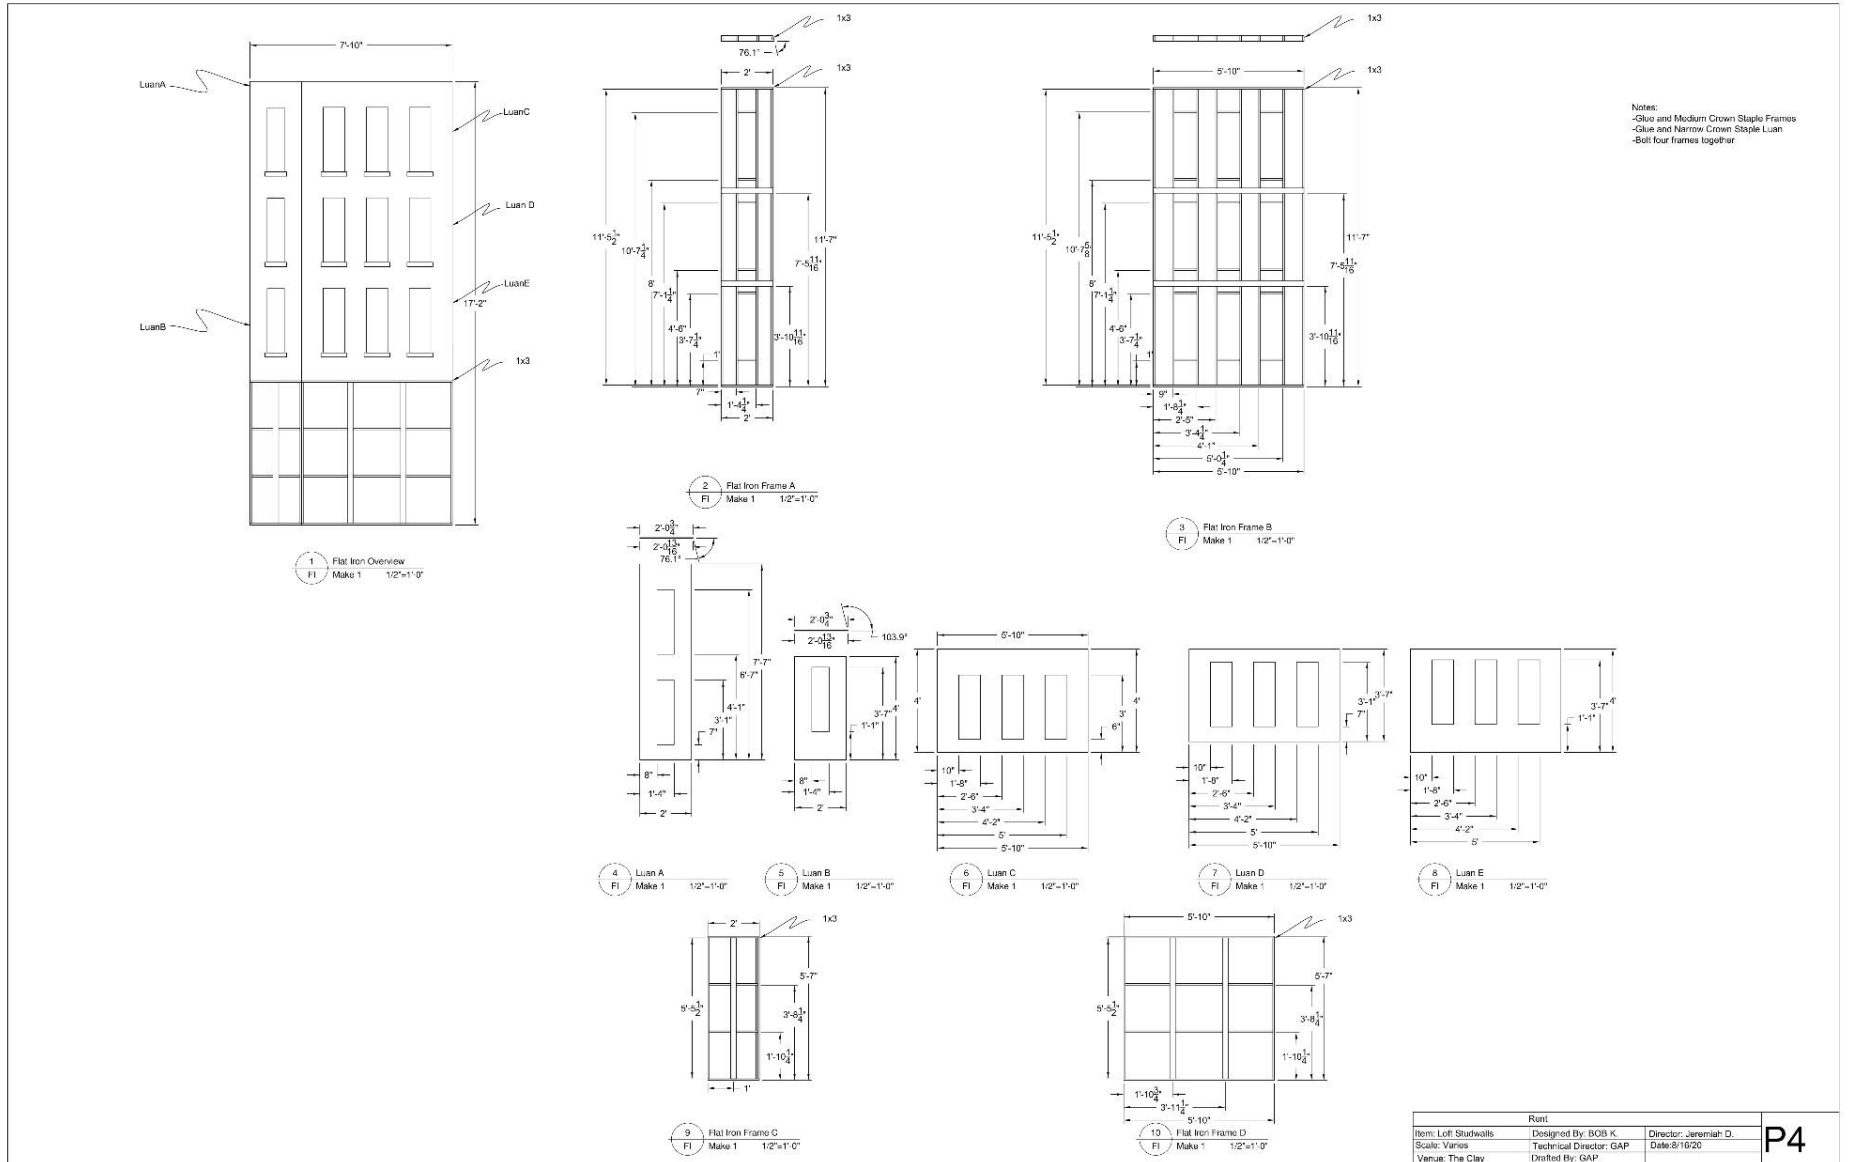 7'-10"
LuanA
LuanC
Luan D
LuanE
17'-2"
LuanB
1x3
1 Flat Iron Overview
FI Make 1 1/2"=1'-0"
1x3
76.1°
2'
1x3
11'-5 1/2"
10'-7 1/4"
8'
7'-1 1/4"
4'-6"
3'-7 1/4"
1'
11'-7"
7'-5 11/16"
3'-10 11/16"
7"
1'-4 1/4"
2'
2 Flat Iron Frame A
FI Make 1 1/2"=1'-0"
1x3
5'-10"
1x3
11'-5 1/2"
10'-7 5/8"
8'
7'-1 1/4"
4'-6"
3'-7 1/4"
1'
11'-7"
7'-5 11/16"
3'-10 11/16"
9"
1'-8 1/4"
2'-5"
3'-4 1/4"
4'-1"
5'-0 1/4"
5'-10"
3 Flat Iron Frame B
FI Make 1 1/2"=1'-0"
Notes:
-Glue and Medium Crown Staple Frames
-Glue and Narrow Crown Staple Luan
-Bolt four frames together
2'-0 3/4"
2'-0 13/16"
76.1°
7'-7"
6'-7"
4'-1"
3'-1"
7"
8"
1'-4"
2'
4 Luan A
FI Make 1 1/2"=1'-0"
2'-0 3/4"
2'-0 13/16"
103.9°
4'
3'-7"
1'-1"
8"
1'-4"
2'
5 Luan B
FI Make 1 1/2"=1'-0"
5'-10"
4'
4'
3'
6"
10"
1'-8"
2'-6"
3'-4"
4'-2"
5'
5'-10"
6 Luan C
FI Make 1 1/2"=1'-0"
3'-7"
3'-1"
7"
10"
1'-8"
2'-6"
3'-4"
4'-2"
5'
5'-10"
7 Luan D
FI Make 1 1/2"=1'-0"
4'
3'-7"
1'-1"
10"
1'-8"
2'-6"
3'-4"
4'-2"
5'
8 Luan E
FI Make 1 1/2"=1'-0"
2'
1x3
5'-5 1/2"
5'-7"
3'-8 1/4"
1'-10 1/4"
1'
9 Flat Iron Frame C
FI Make 1 1/2"=1'-0"
5'-10"
1x3
5'-5 1/2"
5'-7"
3'-8 1/4"
1'-10 1/4"
1'-10 3/4"
3'-11 1/4"
5'-10"
10 Flat Iron Frame D
FI Make 1 1/2"=1'-0"
Rent
Item: Loft Studwalls Designed By: BOB K. Director: Jeremiah D.
Scale: Varies Technical Director: GAP Date:8/16/20
Venue: The Clay Drafted By: GAP
P4